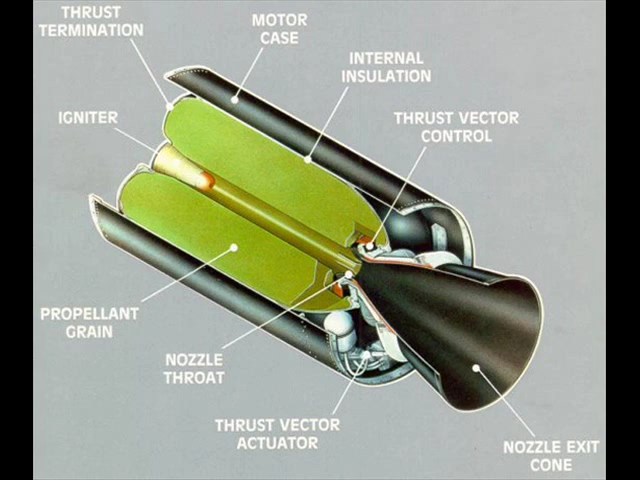 THRUST
TERMINATION
MOTOR
CASE
INTERNAL
INSULATION
IGNITER
THRUST VECTOR
CONTROL
PROPELLANT
GRAIN
NOZZLE
THROAT
THRUST VECTOR
ACTUATOR
NOZZLE EXIT
CONE